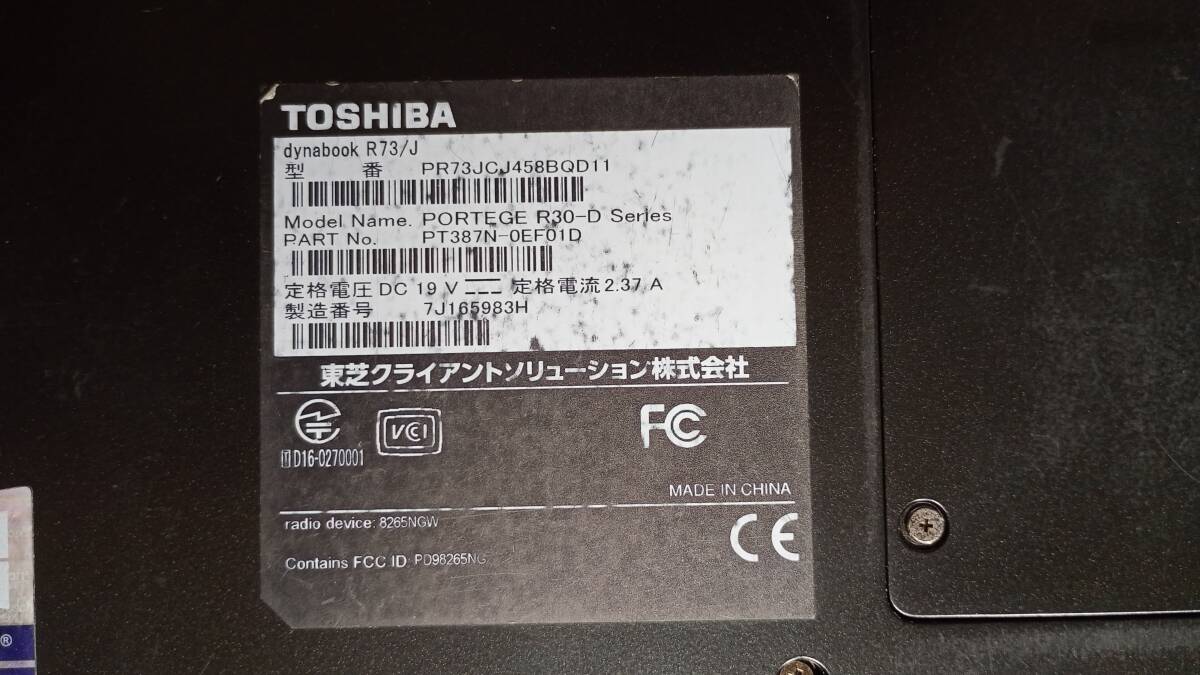 TOSHIBA
dynabook R73/J
型 番 PR73JCJ458BQD11
Model Name. PORTEGE R30-D Series
PART No. PT387N-0EF01D
定格電圧 DC 19 V 定格電流 2.37 A
製造番号 7J165983H
東芝クライアントソリューション株式会社
VCCI
FC
T D16-0270001
MADE IN CHINA
radio device: 8265NGW
CE
Contains FCC ID: PD98265NG
®